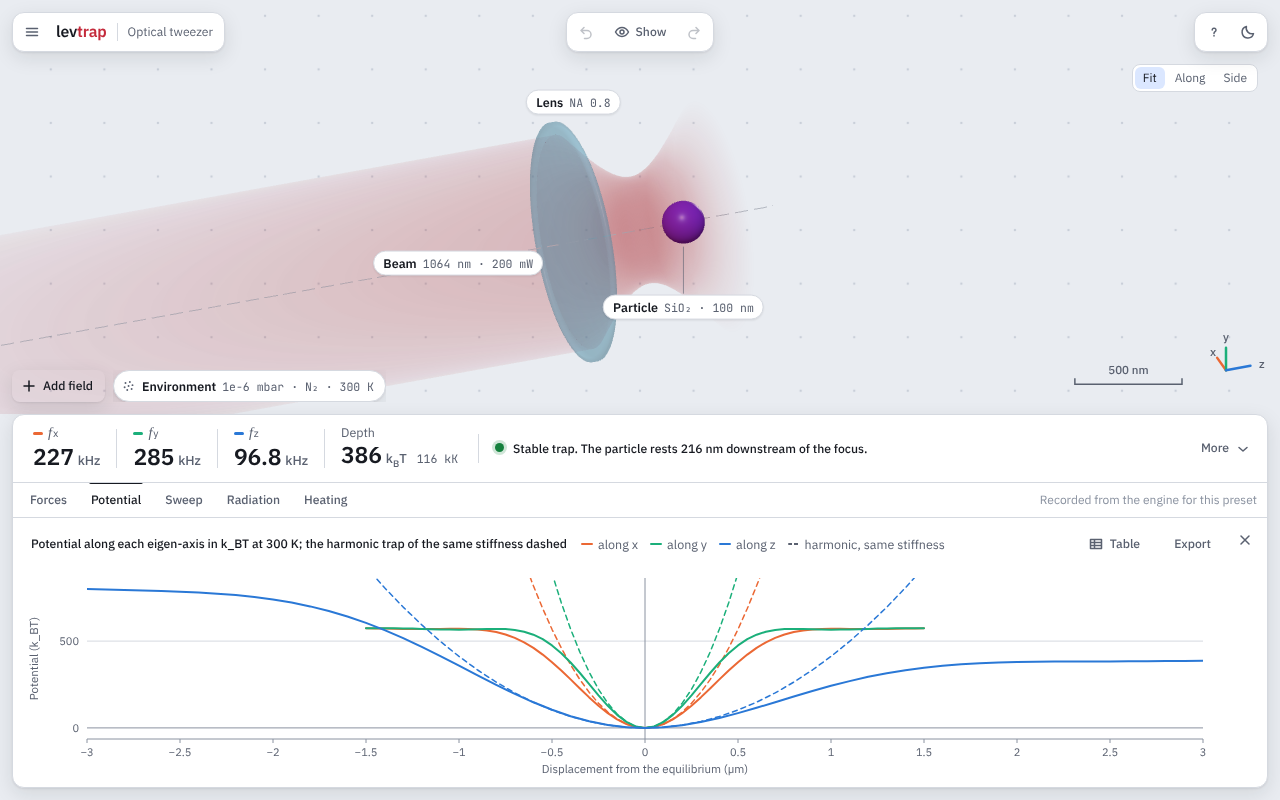 levtrap Optical tweezer
Show
?
Fit Along Side
Lens NA 0.8
Beam 1064 nm · 200 mW
Particle SiO₂ · 100 nm
Add field
Environment 1e-6 mbar · N₂ · 300 K
500 nm
y
x
z
fx
227 kHz
fy
285 kHz
fz
96.8 kHz
Depth
386 k_BT 116 kK
Stable trap. The particle rests 216 nm downstream of the focus.
More
Forces Potential Sweep Radiation Heating
Recorded from the engine for this preset
Potential along each eigen-axis in k_BT at 300 K; the harmonic trap of the same stiffness dashed
along x along y along z harmonic, same stiffness
Table Export
Potential (k_BT)
500
0
−3 −2.5 −2 −1.5 −1 −0.5 0 0.5 1 1.5 2 2.5 3
Displacement from the equilibrium (µm)